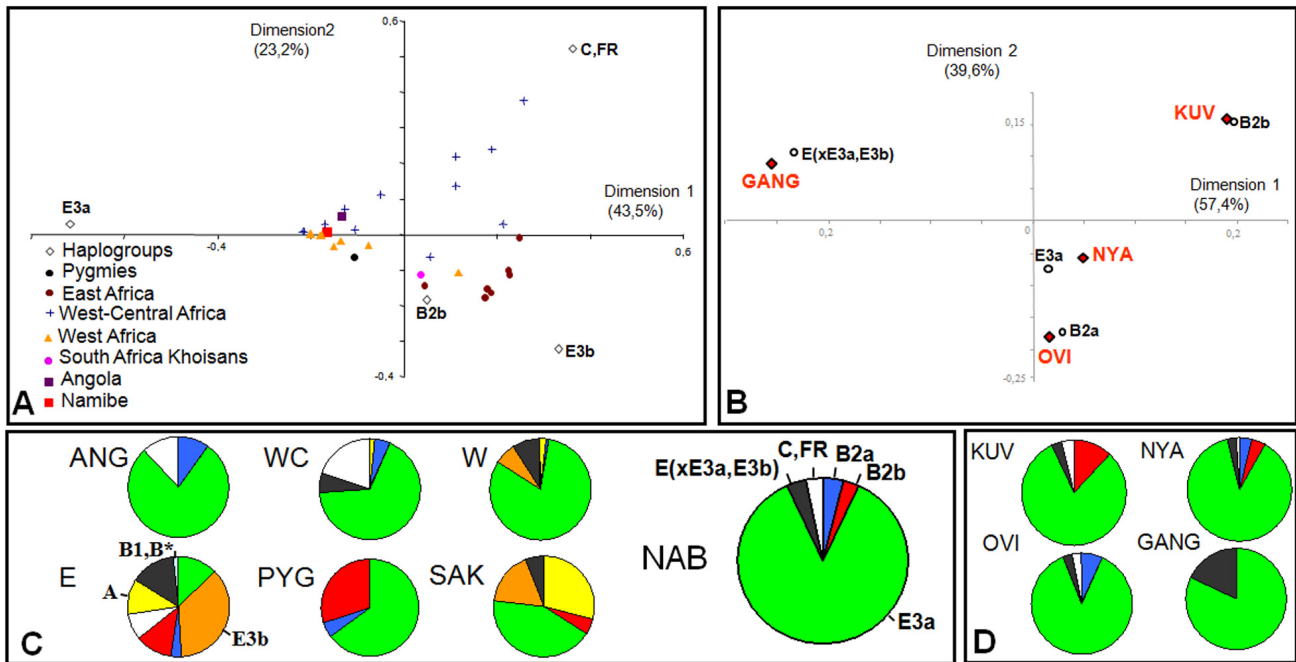 0,6
Dimension2
(23,2%)
C,FR
E3a
Dimension 1
(43,5%)
-0,4
0,6
Haplogroups
Pygmies
East Africa
West-Central Africa
West Africa
South Africa Khoisans
Angola
Namibe
B2b
E3b
-0,4
A
Dimension 2
(39,6%)
0,15
KUV
B2b
E(xE3a,E3b)
GANG
Dimension 1
(57,4%)
0,2
0,2
E3a
NYA
B2a
OVI
-0,25
B
ANG
WC
W
E
B1,B*
A
E3b
PYG
SAK
NAB
E(xE3a,E3b)
C,FR
B2a
B2b
E3a
C
KUV
NYA
OVI
GANG
D